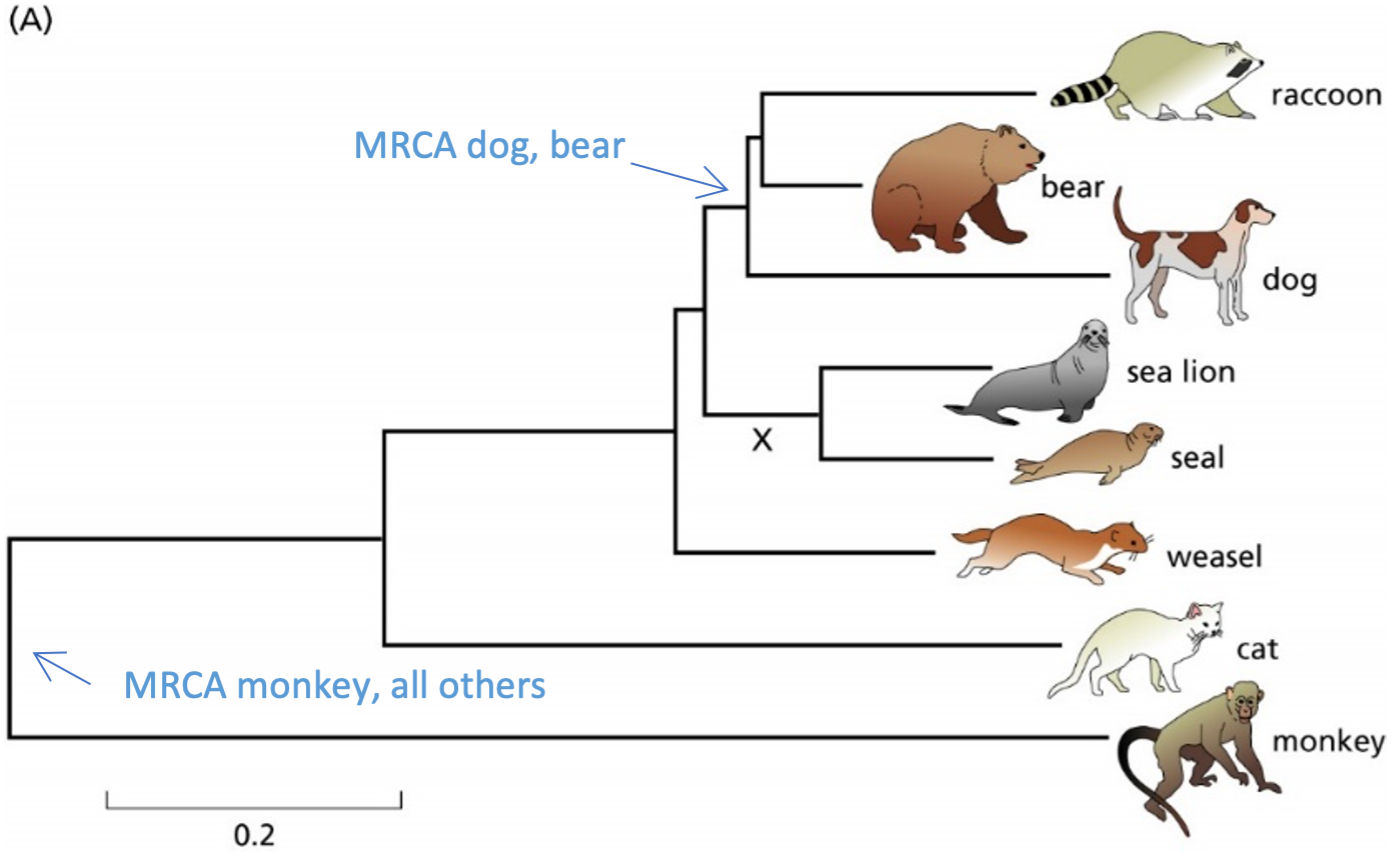 (A)
raccoon
MRCA dog, bear
bear
dog
sea lion
X
seal
weasel
cat
MRCA monkey, all others
monkey
0.2